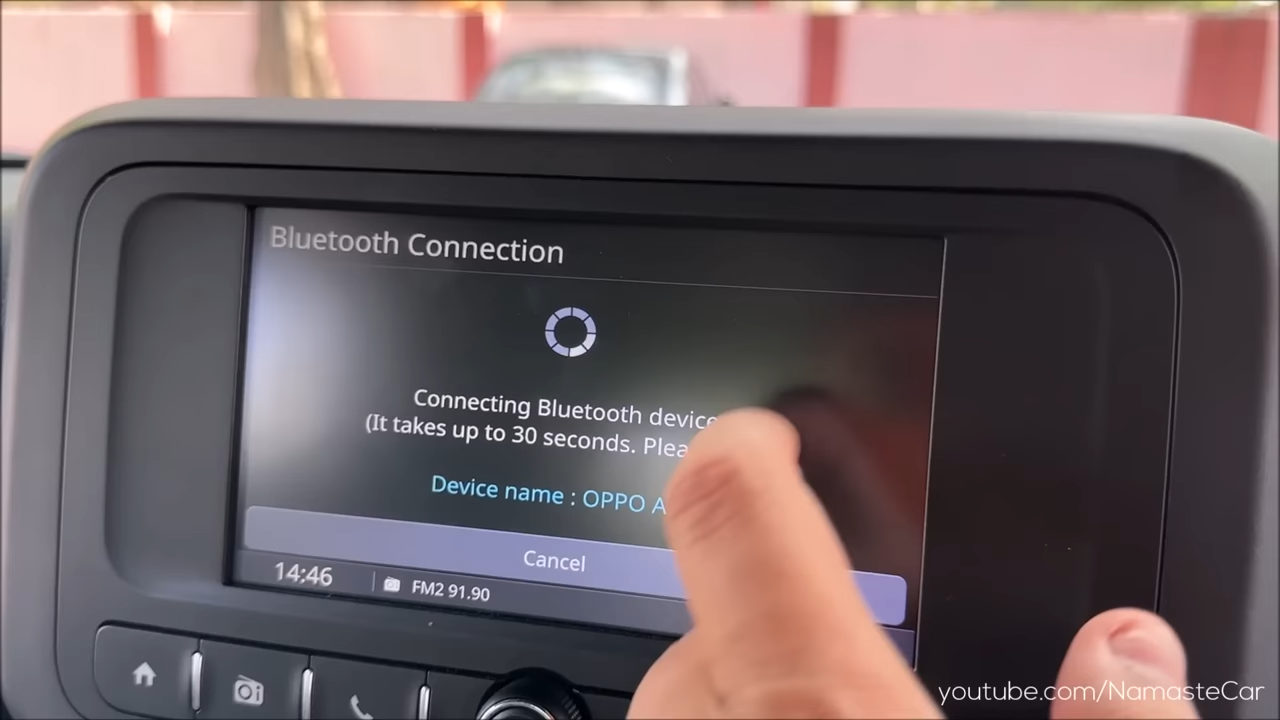 Bluetooth Connection
Connecting Bluetooth device
(It takes up to 30 seconds.
Device name : OPPO
Cancel
14:46 FM2 91.90
youtube.com/NamasteCar